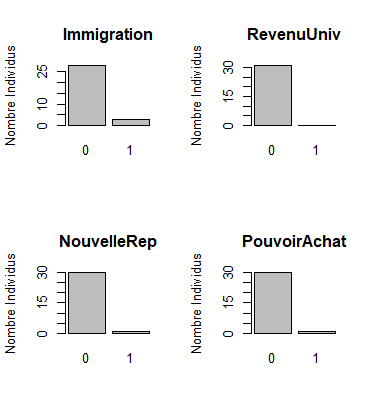 Immigration
Nombre Individus
0 10 25
0 1
RevenuUniv
Nombre Individus
0 15 30
0 1
NouvelleRep
Nombre Individus
0 15 30
0 1
PouvoirAchat
Nombre Individus
0 15 30
0 1